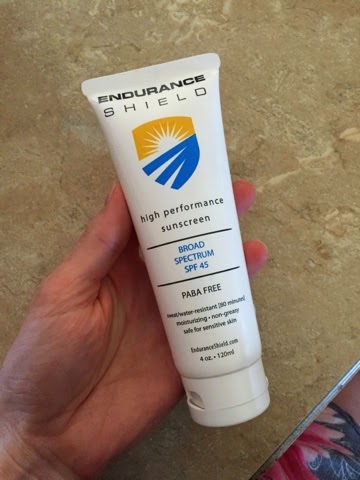 ENDURANCE
SHIELD
high performance
sunscreen
BROAD
SPECTRUM
SPF 45
PABA FREE
sweat/water-resistant [80 minutes]
moisturizing • non-greasy
safe for sensitive skin
EnduranceShield.com
4 oz. • 120ml